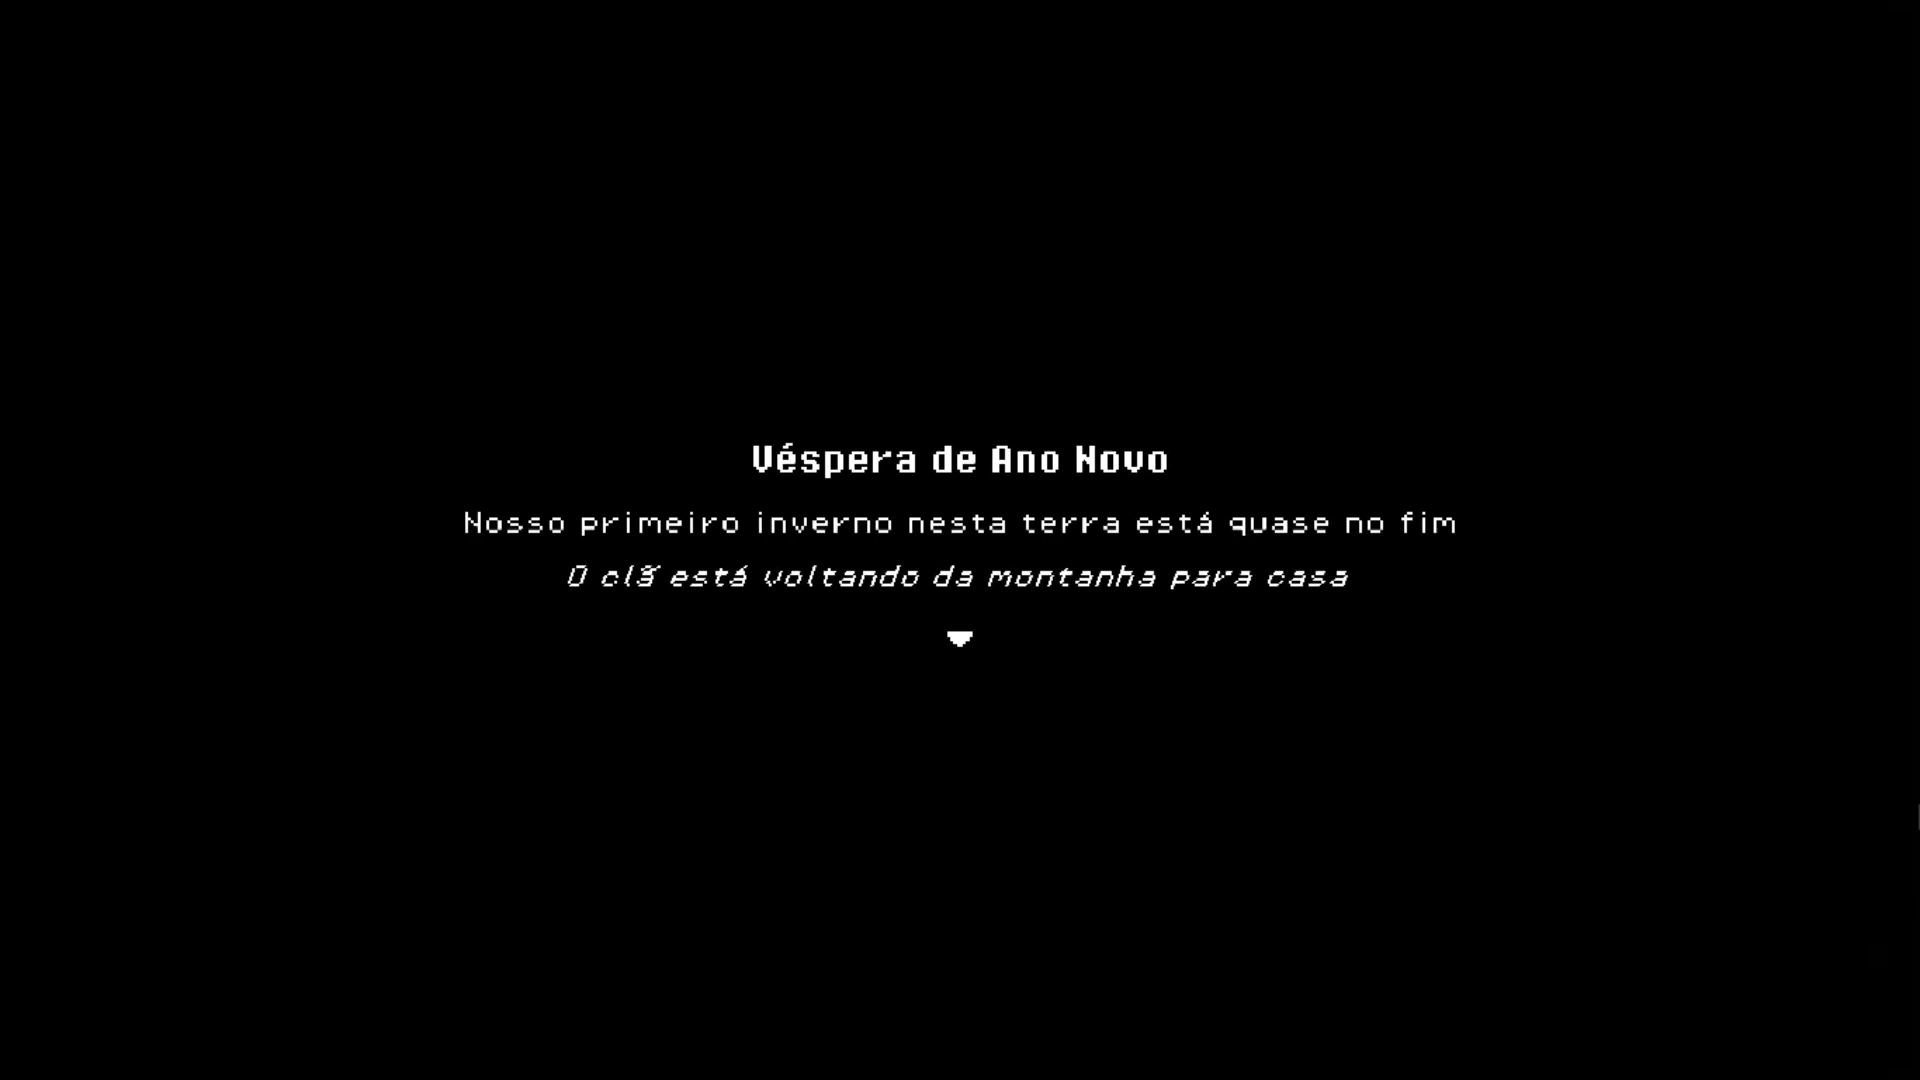 Véspera de Ano Novo
Nosso primeiro inverno nesta terra está quase no fim
O clã está voltando da montanha para casa